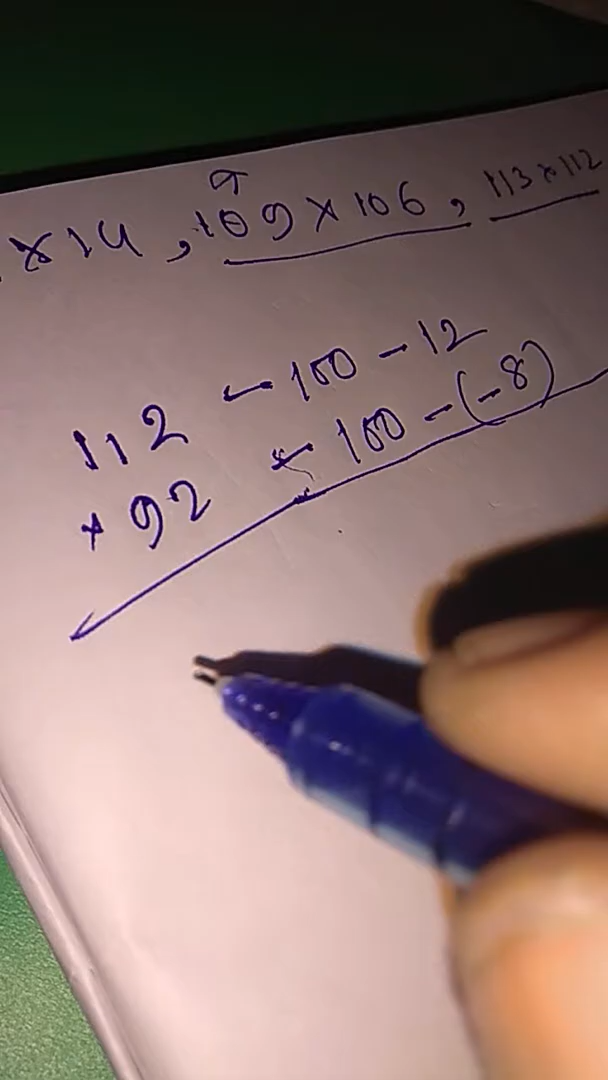 ×14, 109×106, 113×112
112 ← 100 - 12
×92 ← 100 - (-8)